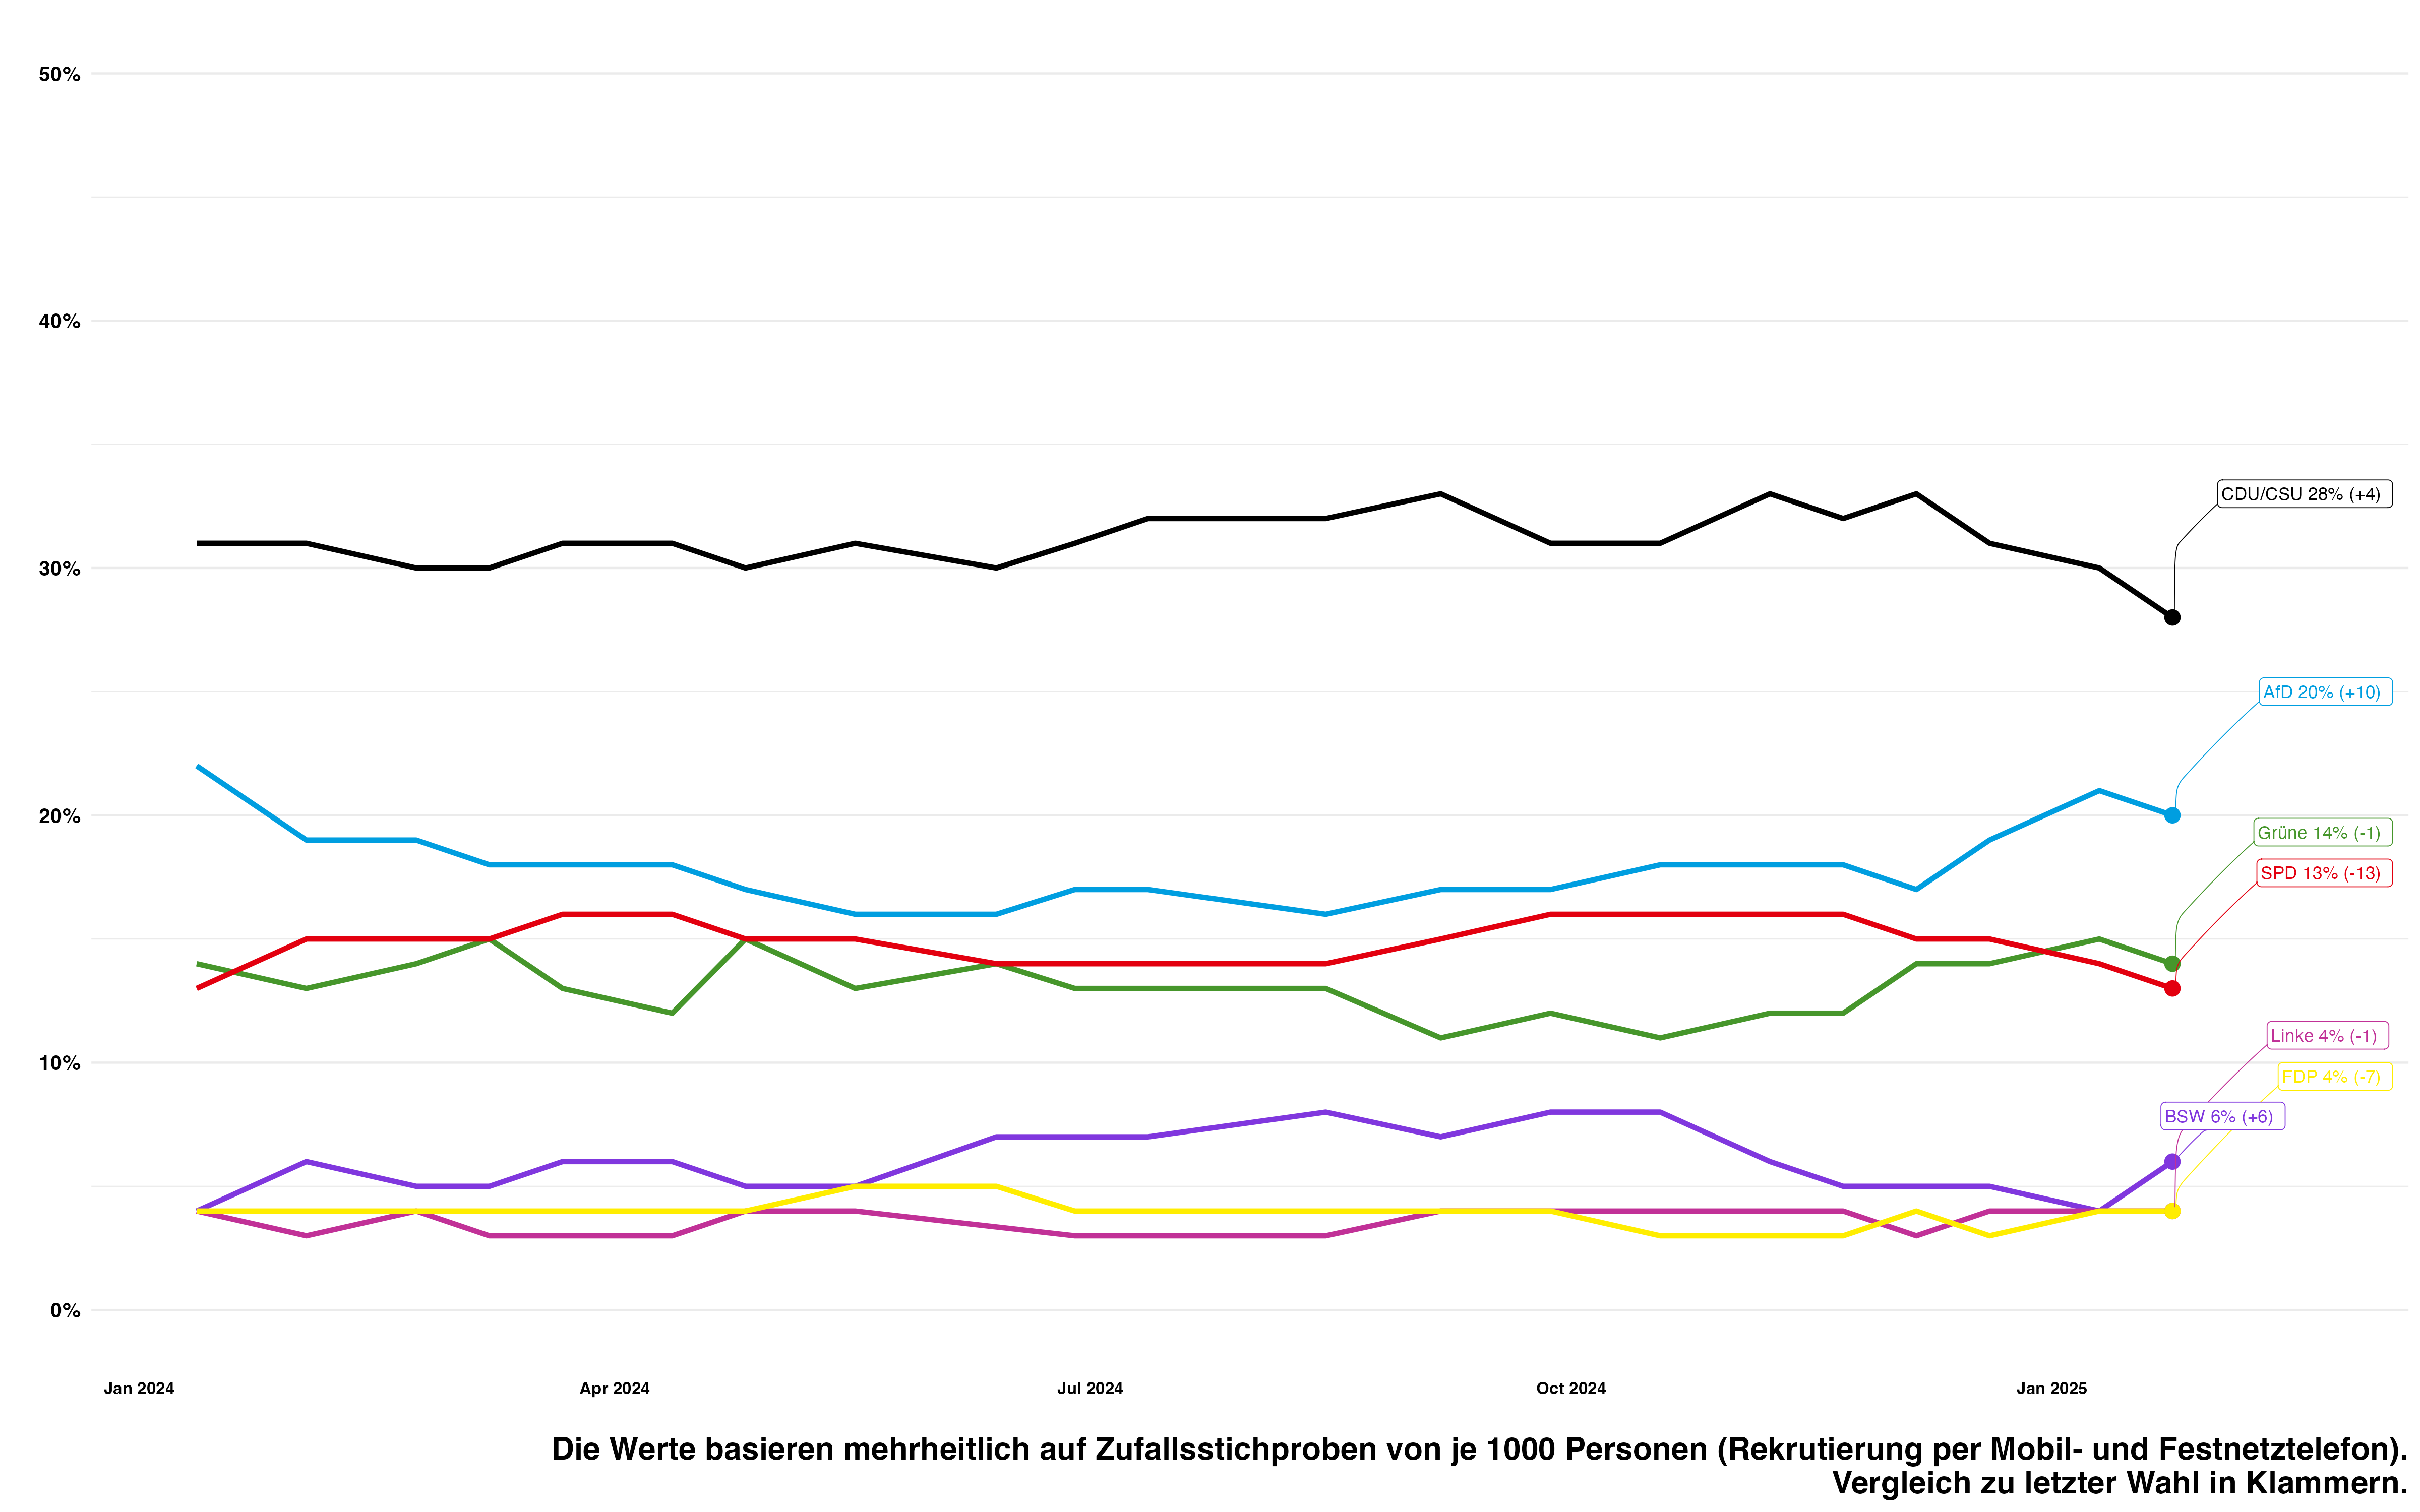 50%
40%
30%
20%
10%
0%
CDU/CSU 28% (+4)
AfD 20% (+10)
Grüne 14% (-1)
SPD 13% (-13)
Linke 4% (-1)
FDP 4% (-7)
BSW 6% (+6)
Jan 2024 Apr 2024 Jul 2024 Oct 2024 Jan 2025
Die Werte basieren mehrheitlich auf Zufallsstichproben von je 1000 Personen (Rekrutierung per Mobil- und Festnetztelefon).
Vergleich zu letzter Wahl in Klammern.